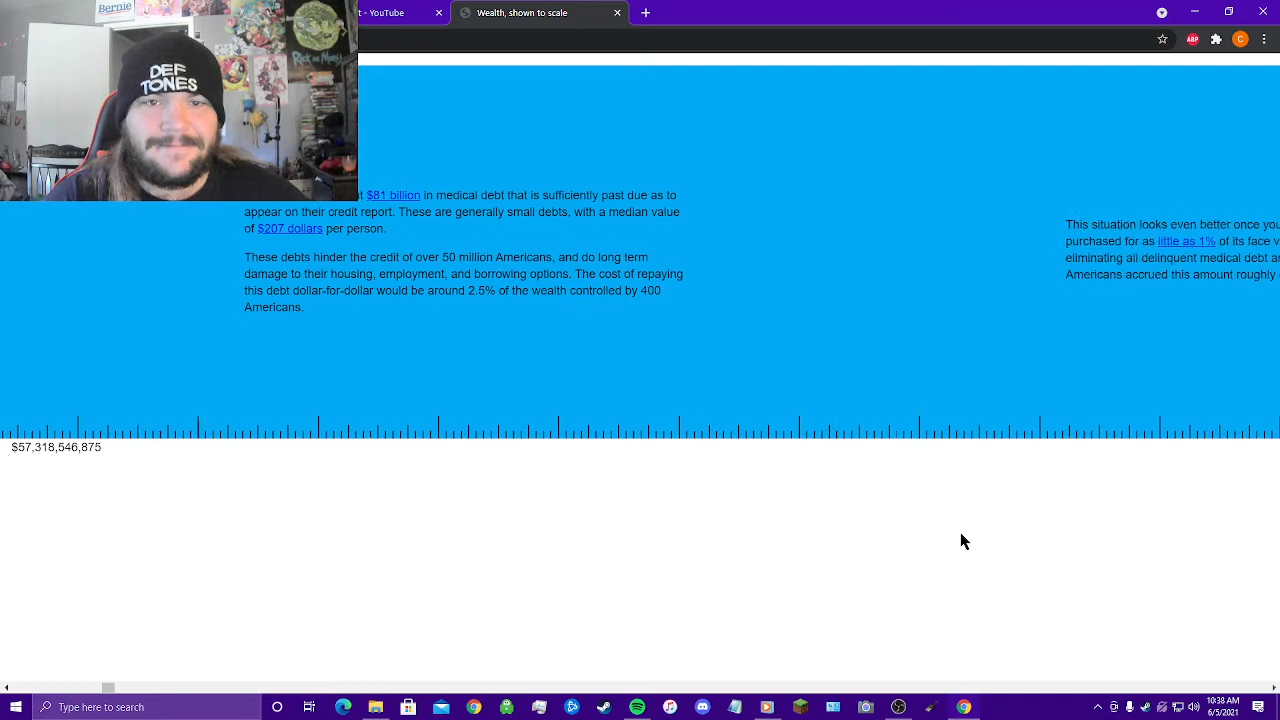 Bernie
Rick and Morty
DEF
TONES
t - YouTube
Wealth, shown to scale
ABP
C
t $81 billion in medical debt that is sufficiently past due as to
appear on their credit report. These are generally small debts, with a median value
of $207 dollars per person.
These debts hinder the credit of over 50 million Americans, and do long term
damage to their housing, employment, and borrowing options. The cost of repaying
this debt dollar-for-dollar would be around 2.5% of the wealth controlled by 400
Americans.
This situation looks even better once you
purchased for as little as 1% of its face v
eliminating all delinquent medical debt a
Americans accrued this amount roughly
$57,318,546,875
Type here to search
10:38 AM
6/5/2021